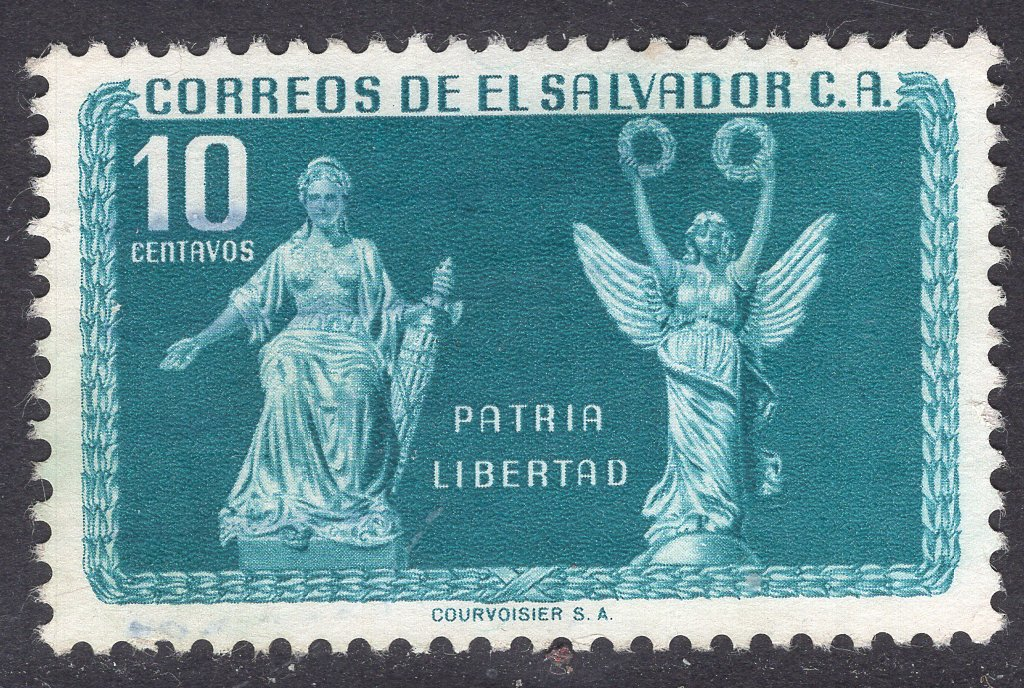 CORREOS DE EL SALVADOR C.A.
10
CENTAVOS
PATRIA
LIBERTAD
COURVOISIER S. A.